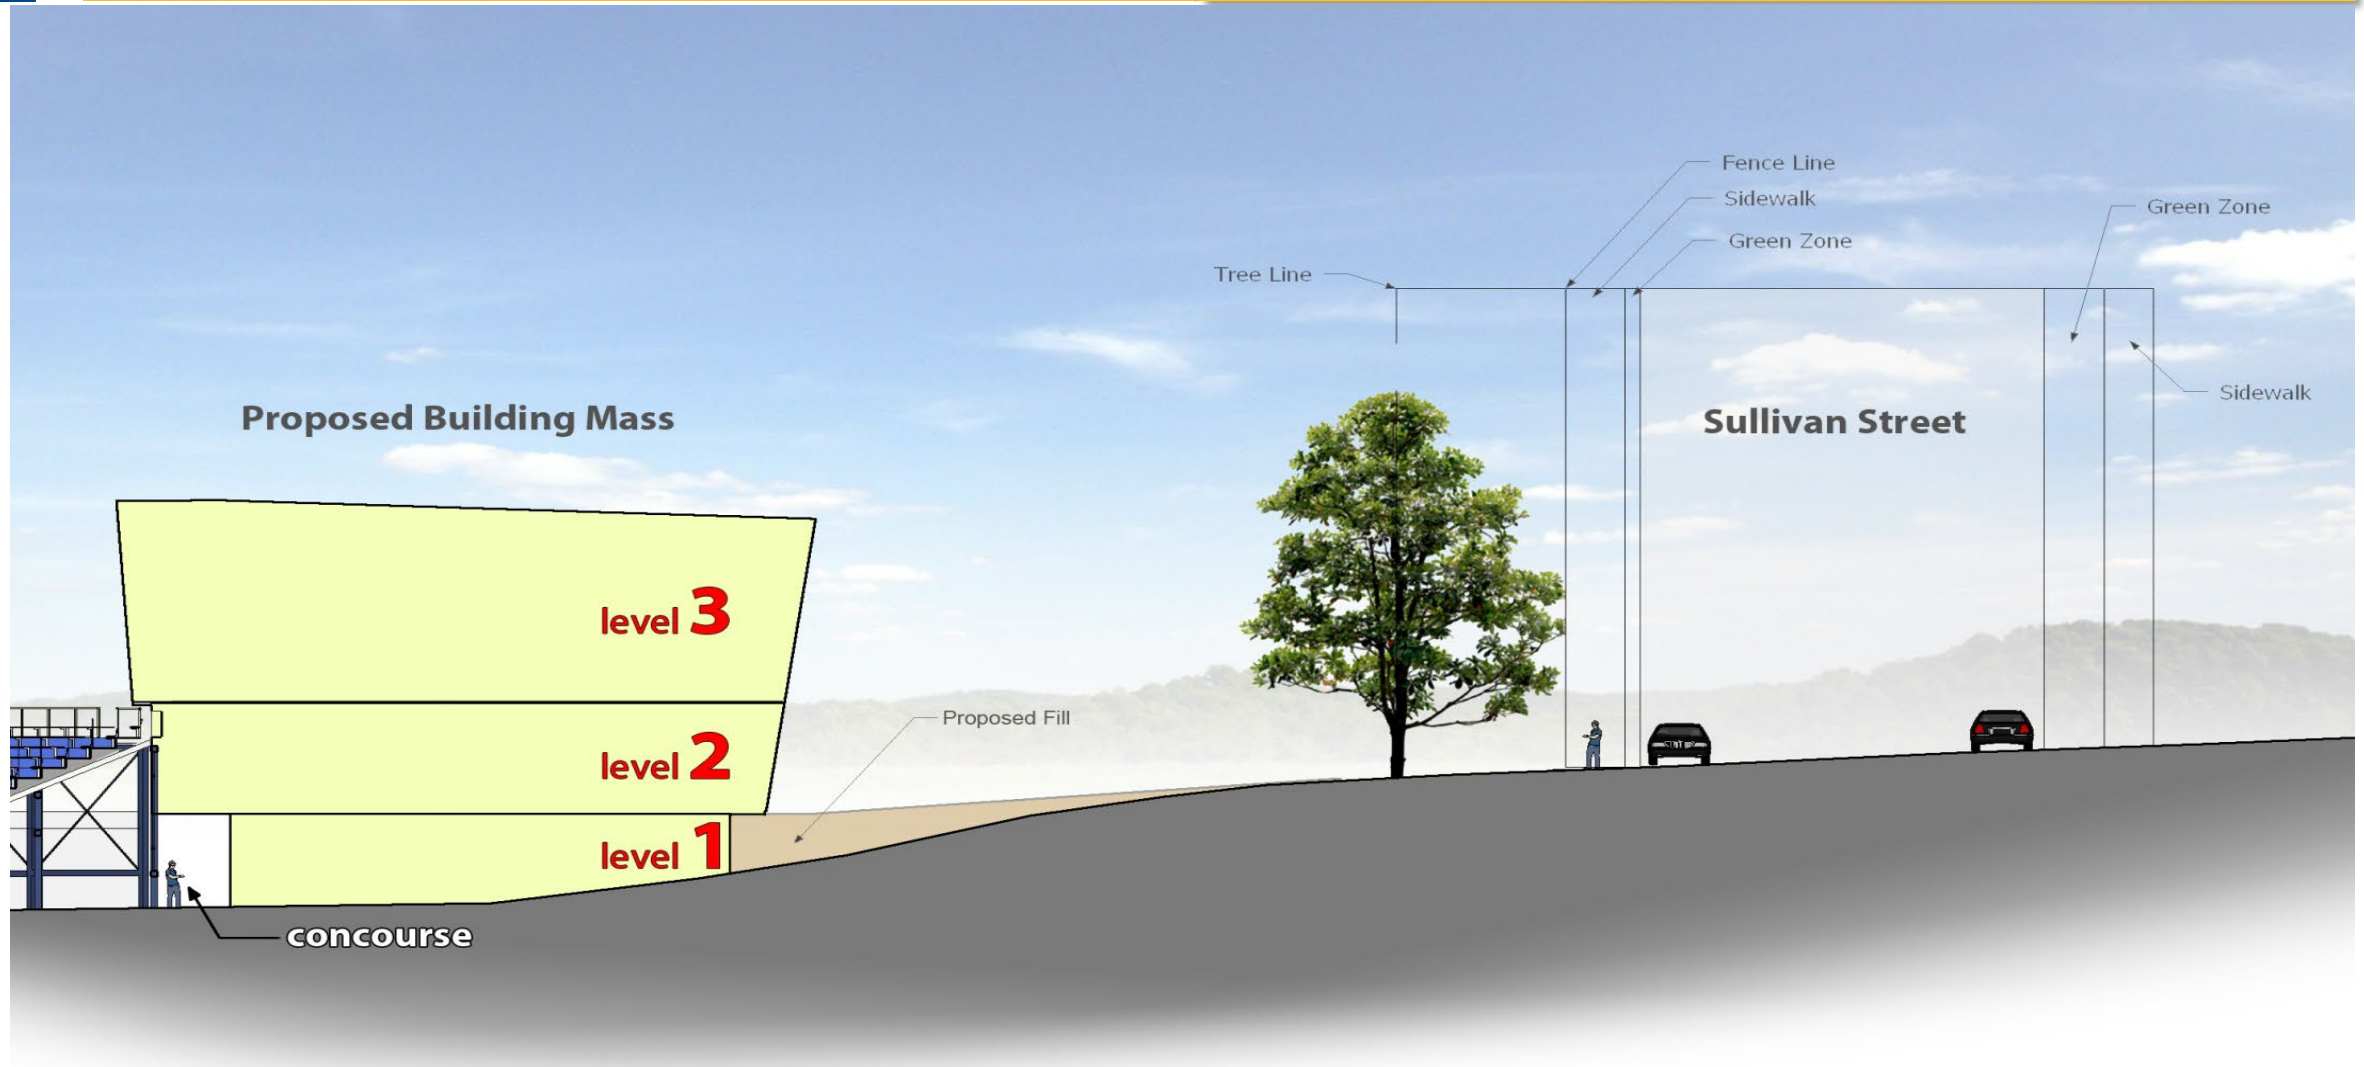 Fence Line
Sidewalk
Green Zone
Green Zone
Tree Line
Sidewalk
Proposed Building Mass
Sullivan Street
level 3
Proposed Fill
level 2
level 1
concourse